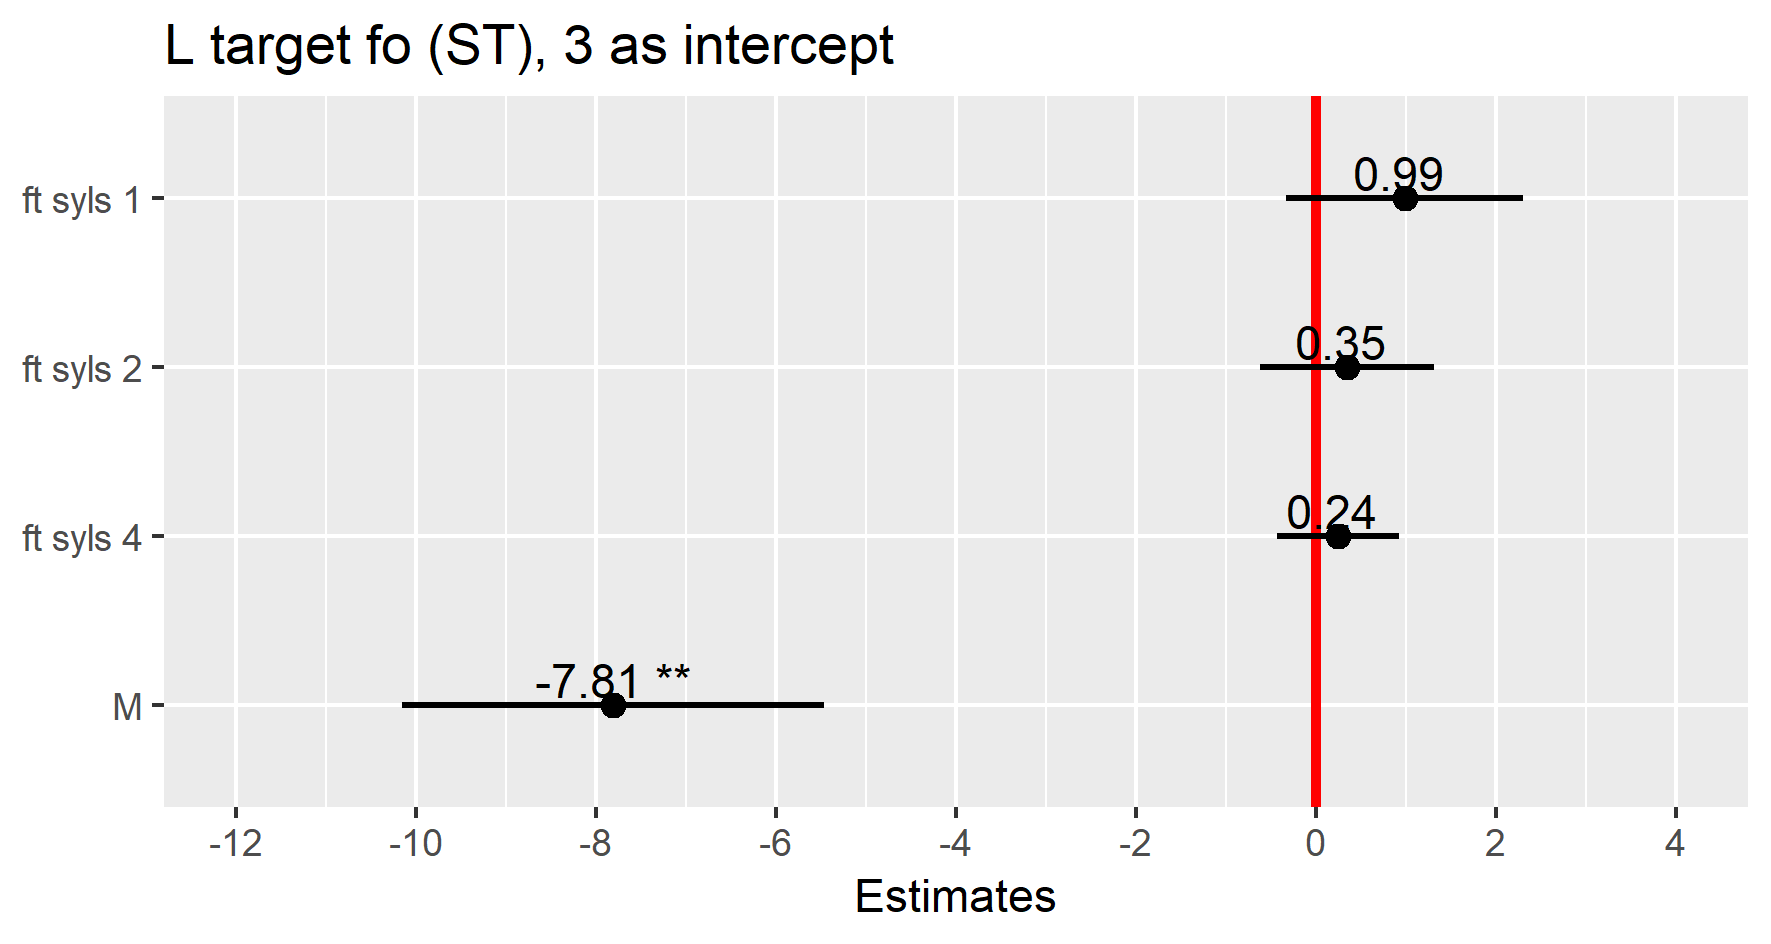 L target fo (ST), 3 as intercept
ft syls 1
0.99
ft syls 2
0.35
ft syls 4
0.24
M
-7.81 **
-12 -10 -8 -6 -4 -2 0 2 4
Estimates